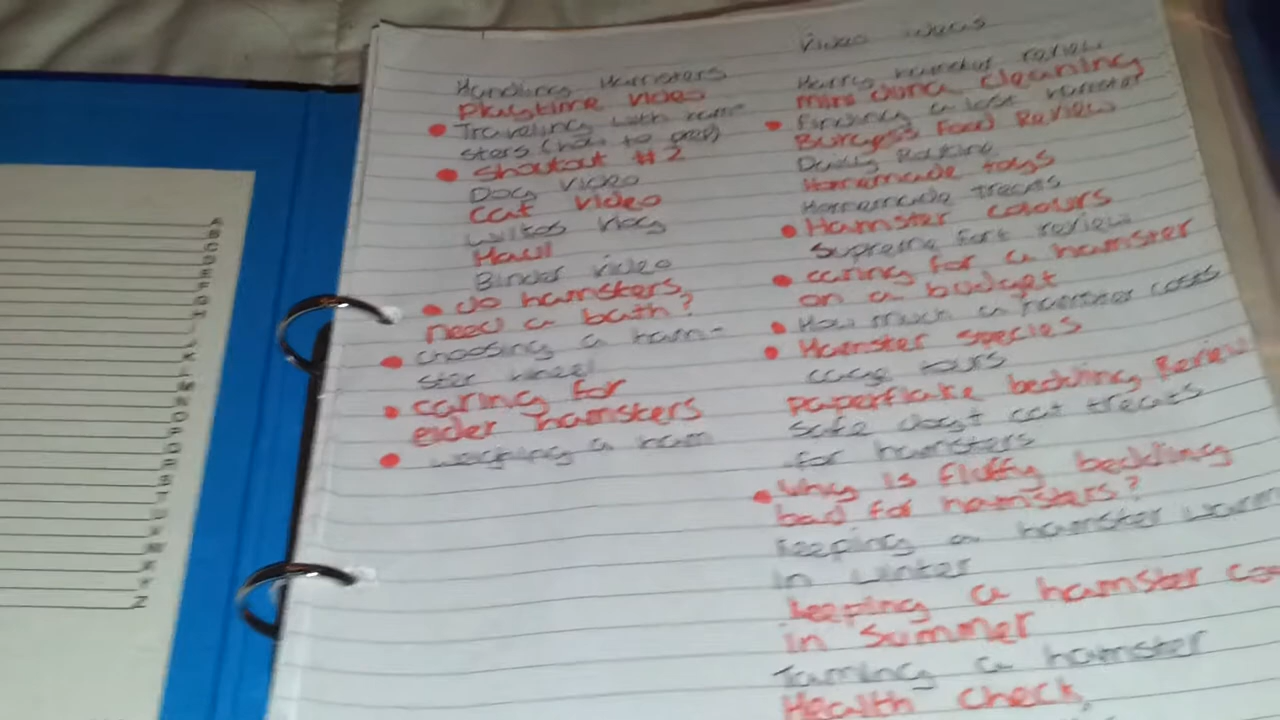 Handling Hamsters
Playtime video
Traveling with ham-
sters (how to prep)
Shoutout #2
Dog video
Cat video
Wilkos vlog
Haul
Binder video
do hamsters
need a bath?
choosing a ham-
ster wheel
caring for
elder hamsters
a ham
Video
hamster review
mini duna cleaning
Finding a lost hamster
Burgess Food Review
Daily Routine
Homemade toys
Homemade treats
Hamster colours
Supreme fort review
caring for a hamster
on a budget
How much a hamster costs
Hamster species
cage tours
paperflake bedding Review
Safe dog & cat treats
for hamsters
Why is fluffy bedding
bad for hamsters?
Keeping a hamster warm
in winter
keeping a hamster
in Summer
Taming a hamster
Health Check